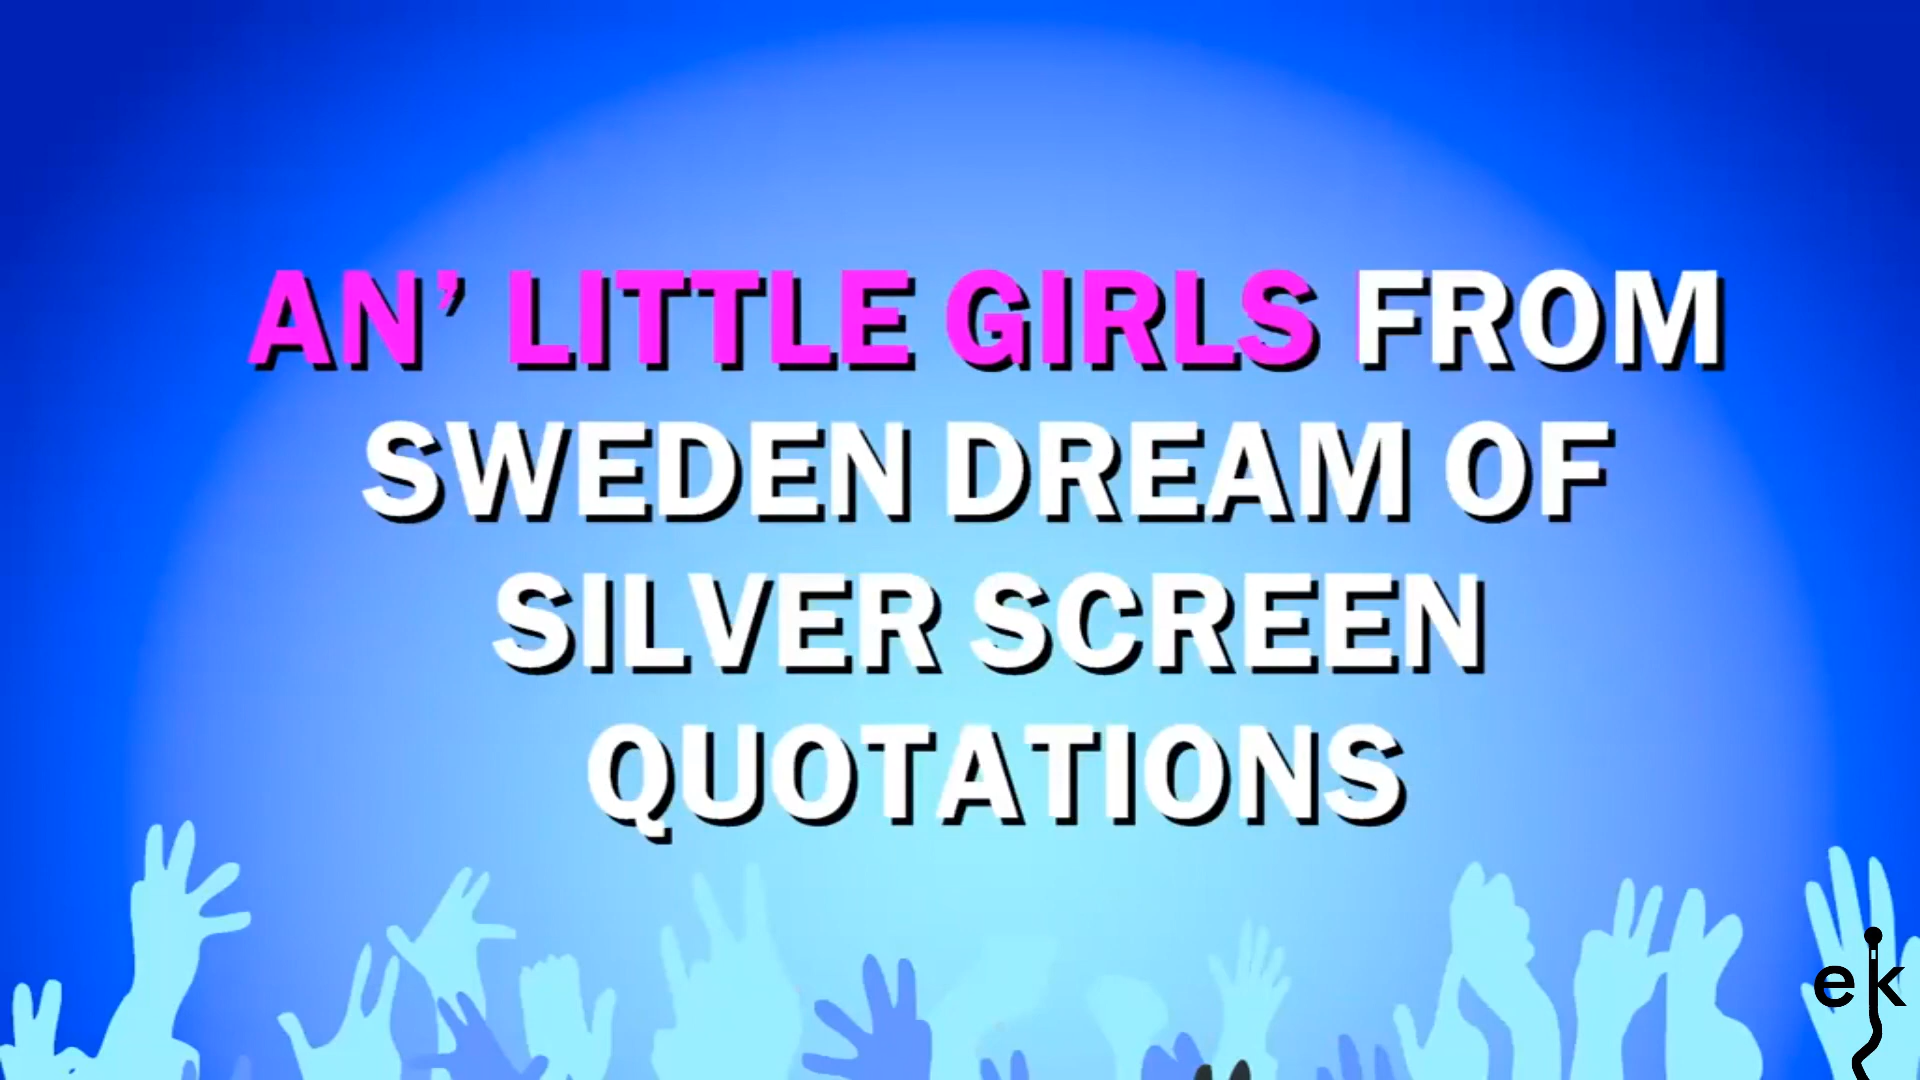 AN' LITTLE GIRLS FROM
SWEDEN DREAM OF
SILVER SCREEN
QUOTATIONS
ek